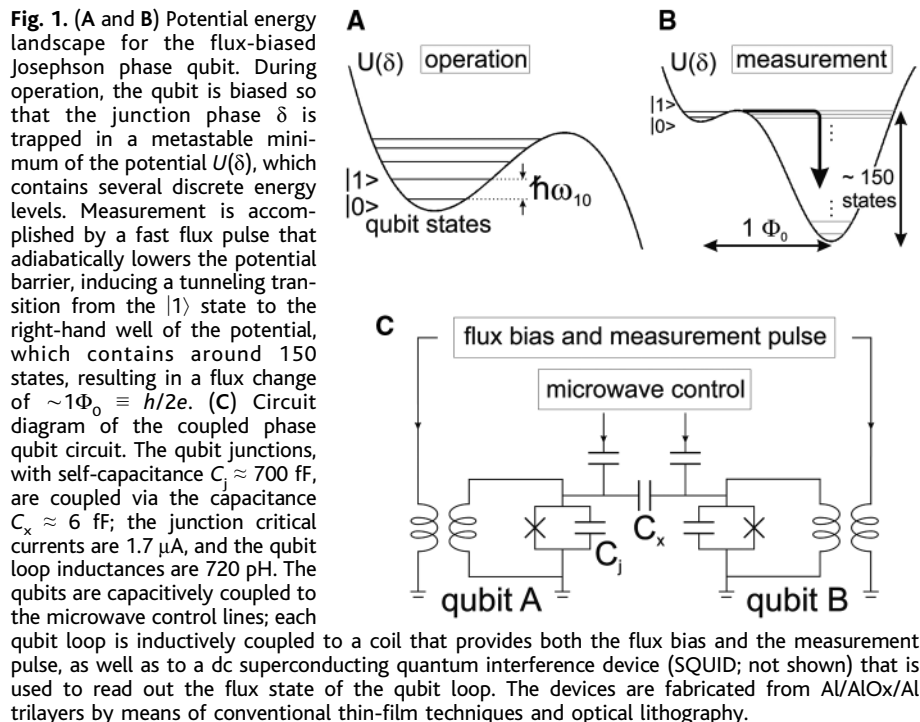 Fig. 1. (A and B) Potential energy
landscape for the flux-biased
Josephson phase qubit. During
operation, the qubit is biased so
that the junction phase δ is
trapped in a metastable mini-
mum of the potential U(δ), which
contains several discrete energy
levels. Measurement is accom-
plished by a fast flux pulse that
adiabatically lowers the potential
barrier, inducing a tunneling tran-
sition from the |1⟩ state to the
right-hand well of the potential,
which contains around 150
states, resulting in a flux change
of ~1Φ₀ ≡ h/2e. (C) Circuit
diagram of the coupled phase
qubit circuit. The qubit junctions,
with self-capacitance Cⱼ ≈ 700 fF,
are coupled via the capacitance
Cₓ ≈ 6 fF; the junction critical
currents are 1.7 μA, and the qubit
loop inductances are 720 pH. The
qubits are capacitively coupled to
the microwave control lines; each
qubit loop is inductively coupled to a coil that provides both the flux bias and the measurement
pulse, as well as to a dc superconducting quantum interference device (SQUID; not shown) that is
used to read out the flux state of the qubit loop. The devices are fabricated from Al/AlOx/Al
trilayers by means of conventional thin-film techniques and optical lithography.
A
U(δ) operation
|1>
|0>
ħω₁₀
qubit states
B
U(δ) measurement
|1>
|0>
~ 150
states
1 Φ₀
C
flux bias and measurement pulse
microwave control
Cₓ
Cⱼ
qubit A
qubit B